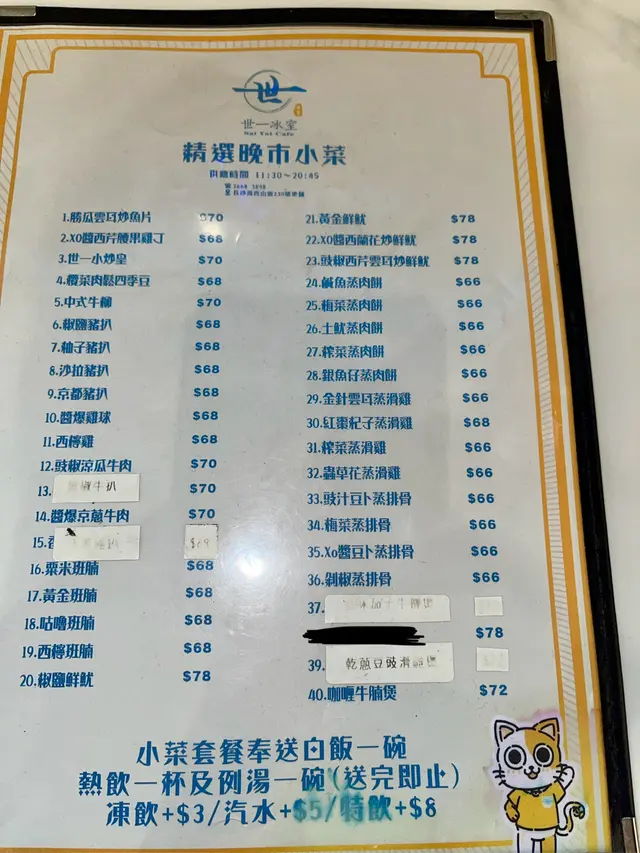 世一
世一冰室
Sai Yat Cafe
精選晚市小菜
供應時間 11:30~20:45
1.勝瓜雲耳炒魚片 $70
2.XO醬西芹腰果雞丁 $68
3.世一小炒皇 $70
4.欖菜肉鬆四季豆 $68
5.中式牛柳 $70
6.椒鹽豬扒 $68
7.柚子豬扒 $68
8.沙拉豬扒 $68
9.京都豬扒 $68
10.醬爆雞球 $68
11.西檸雞 $68
12.豉椒涼瓜牛肉 $70
13. 牛扒 $70
14.醬爆京蔥牛肉 $70
15. $69
16.粟米班腩 $68
17.黃金班腩 $68
18.咕嚕班腩 $68
19.西檸班腩 $68
20.椒鹽鮮魷 $78
21.黃金鮮魷 $78
22.XO醬西蘭花炒鮮魷 $78
23.豉椒西芹雲耳炒鮮魷 $78
24.鹹魚蒸肉餅 $66
25.梅菜蒸肉餅 $66
26.土魷蒸肉餅 $66
27.榨菜蒸肉餅 $66
28.銀魚仔蒸肉餅 $66
29.金針雲耳蒸滑雞 $66
30.紅棗杞子蒸滑雞 $68
31.榨菜蒸滑雞 $66
32.蟲草花蒸滑雞 $66
33.豉汁豆卜蒸排骨 $66
34.梅菜蒸排骨 $66
35.Xo醬豆卜蒸排骨 $66
36.剁椒蒸排骨 $66
37.
$78
39. 乾蔥豆豉滑雞煲
40.咖喱牛腩煲 $72
小菜套餐奉送白飯一碗
熱飲一杯及例湯一碗(送完即止)
凍飲+$3/汽水+$5/特飲+$8